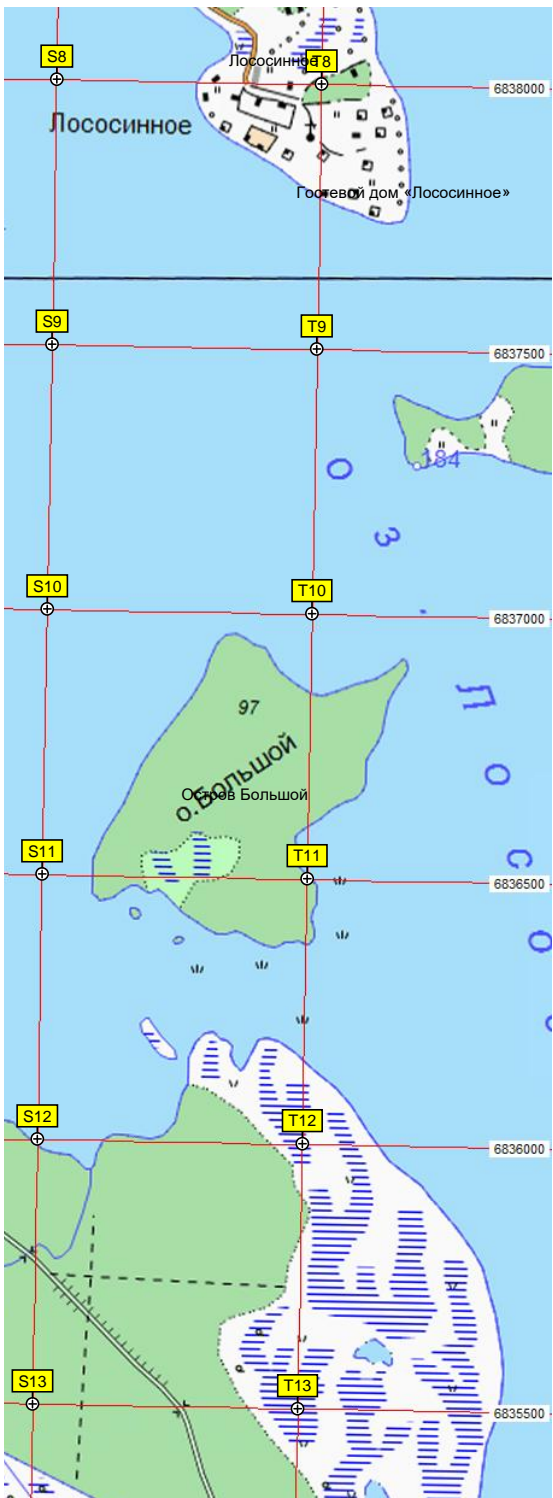 S8
Лососинное
T8
6838000
Лососинное
Гостевой дом «Лососинное»
S9
T9
6837500
184
О
З
S10
T10
6837000
Л
97
о.Большой
О
Остров Большой
S11
T11
С
6836500
О
S12
T12
6836000
S13
T13
6835500